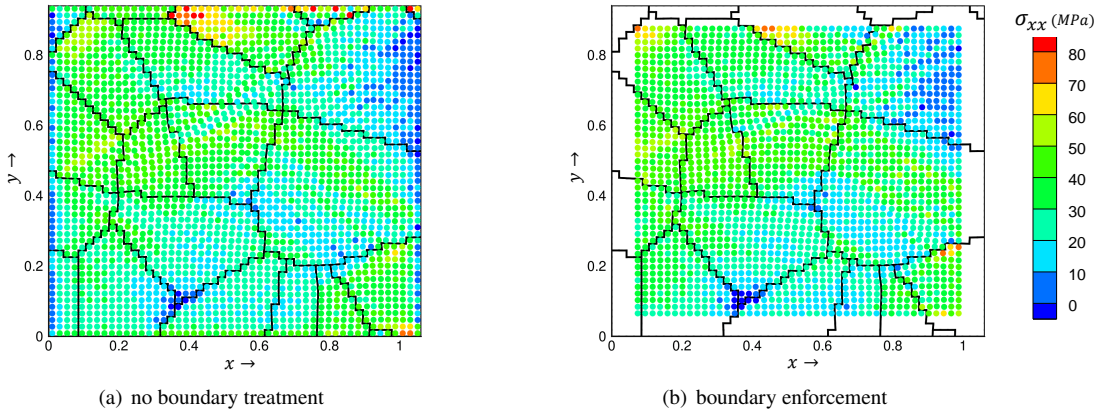 σxx (MPa)
80
70
60
50
40
30
20
10
0
y →
0.8
0.6
0.4
0.2
0
0 0.2 0.4 0.6 0.8 1
x →
(a) no boundary treatment
y →
0.8
0.6
0.4
0.2
0
0 0.2 0.4 0.6 0.8 1
x →
(b) boundary enforcement